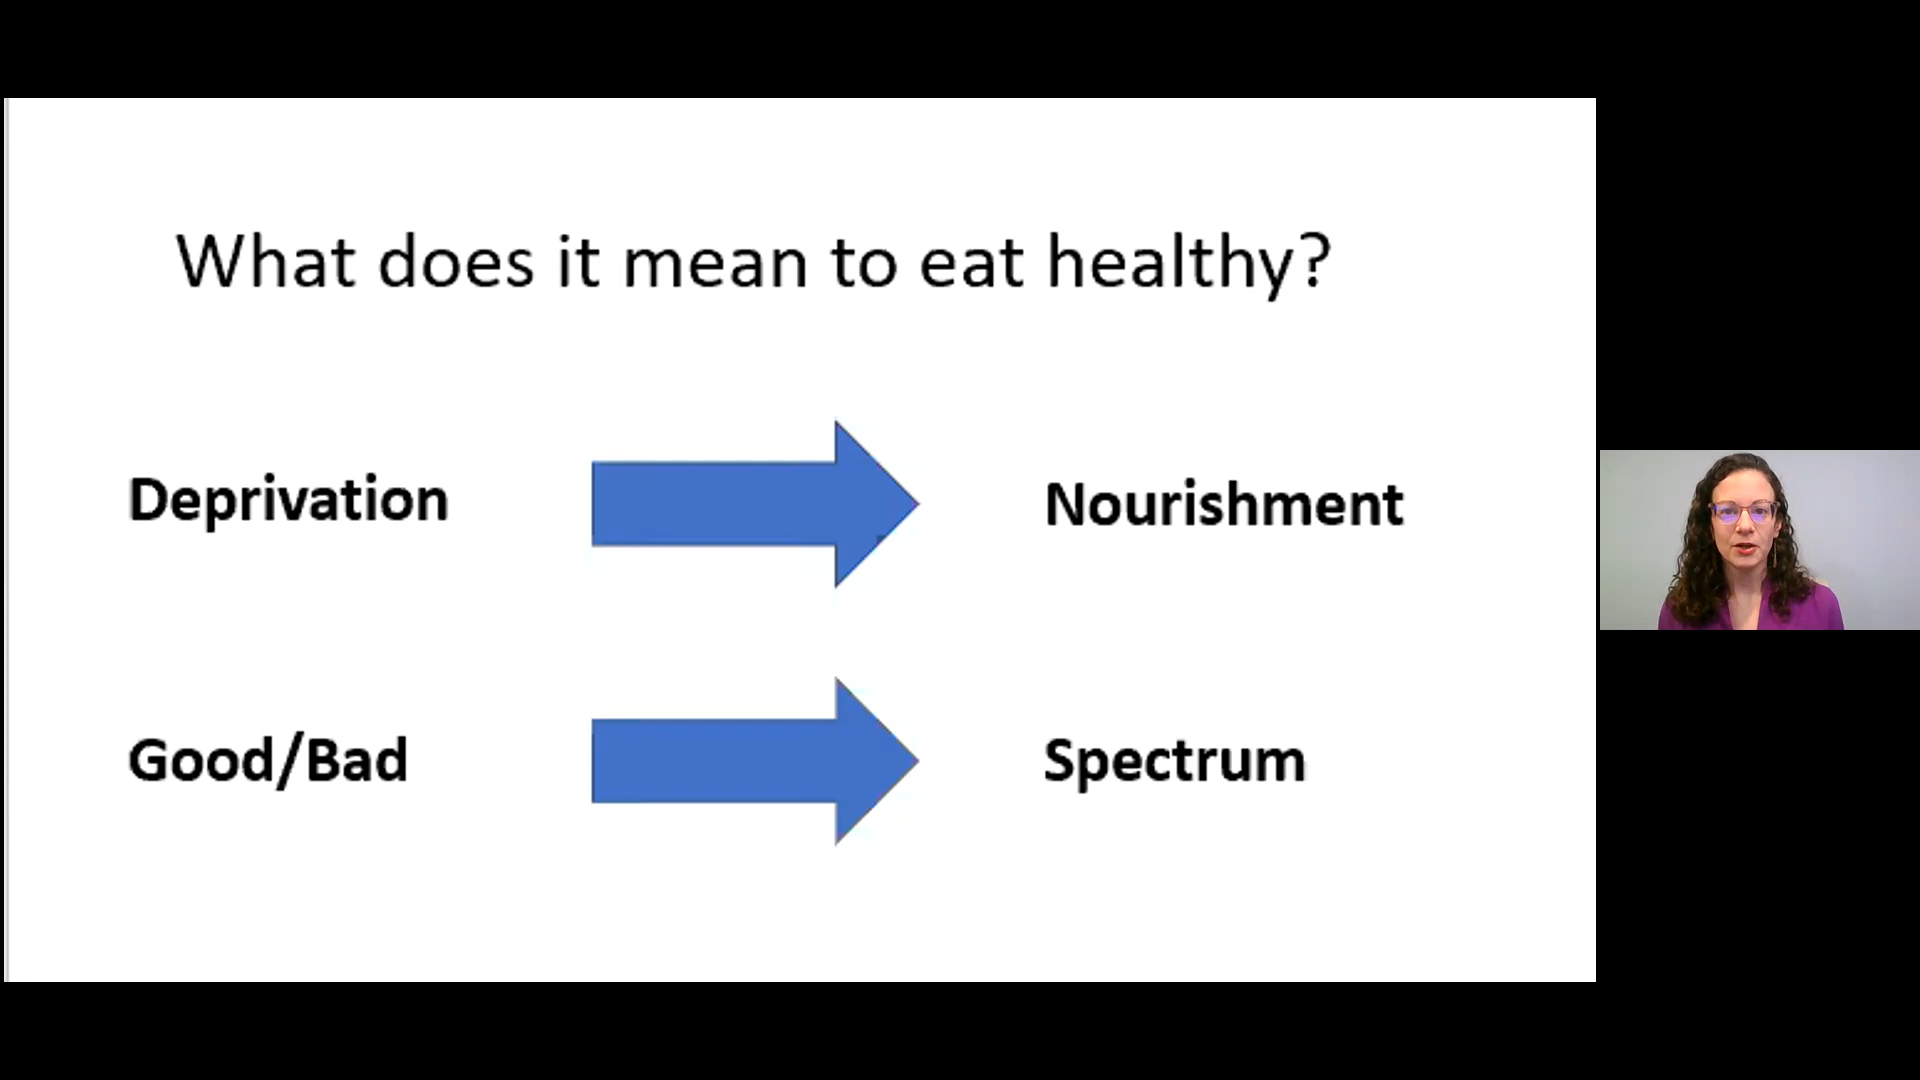 What does it mean to eat healthy?
Deprivation
Nourishment
Good/Bad
Spectrum